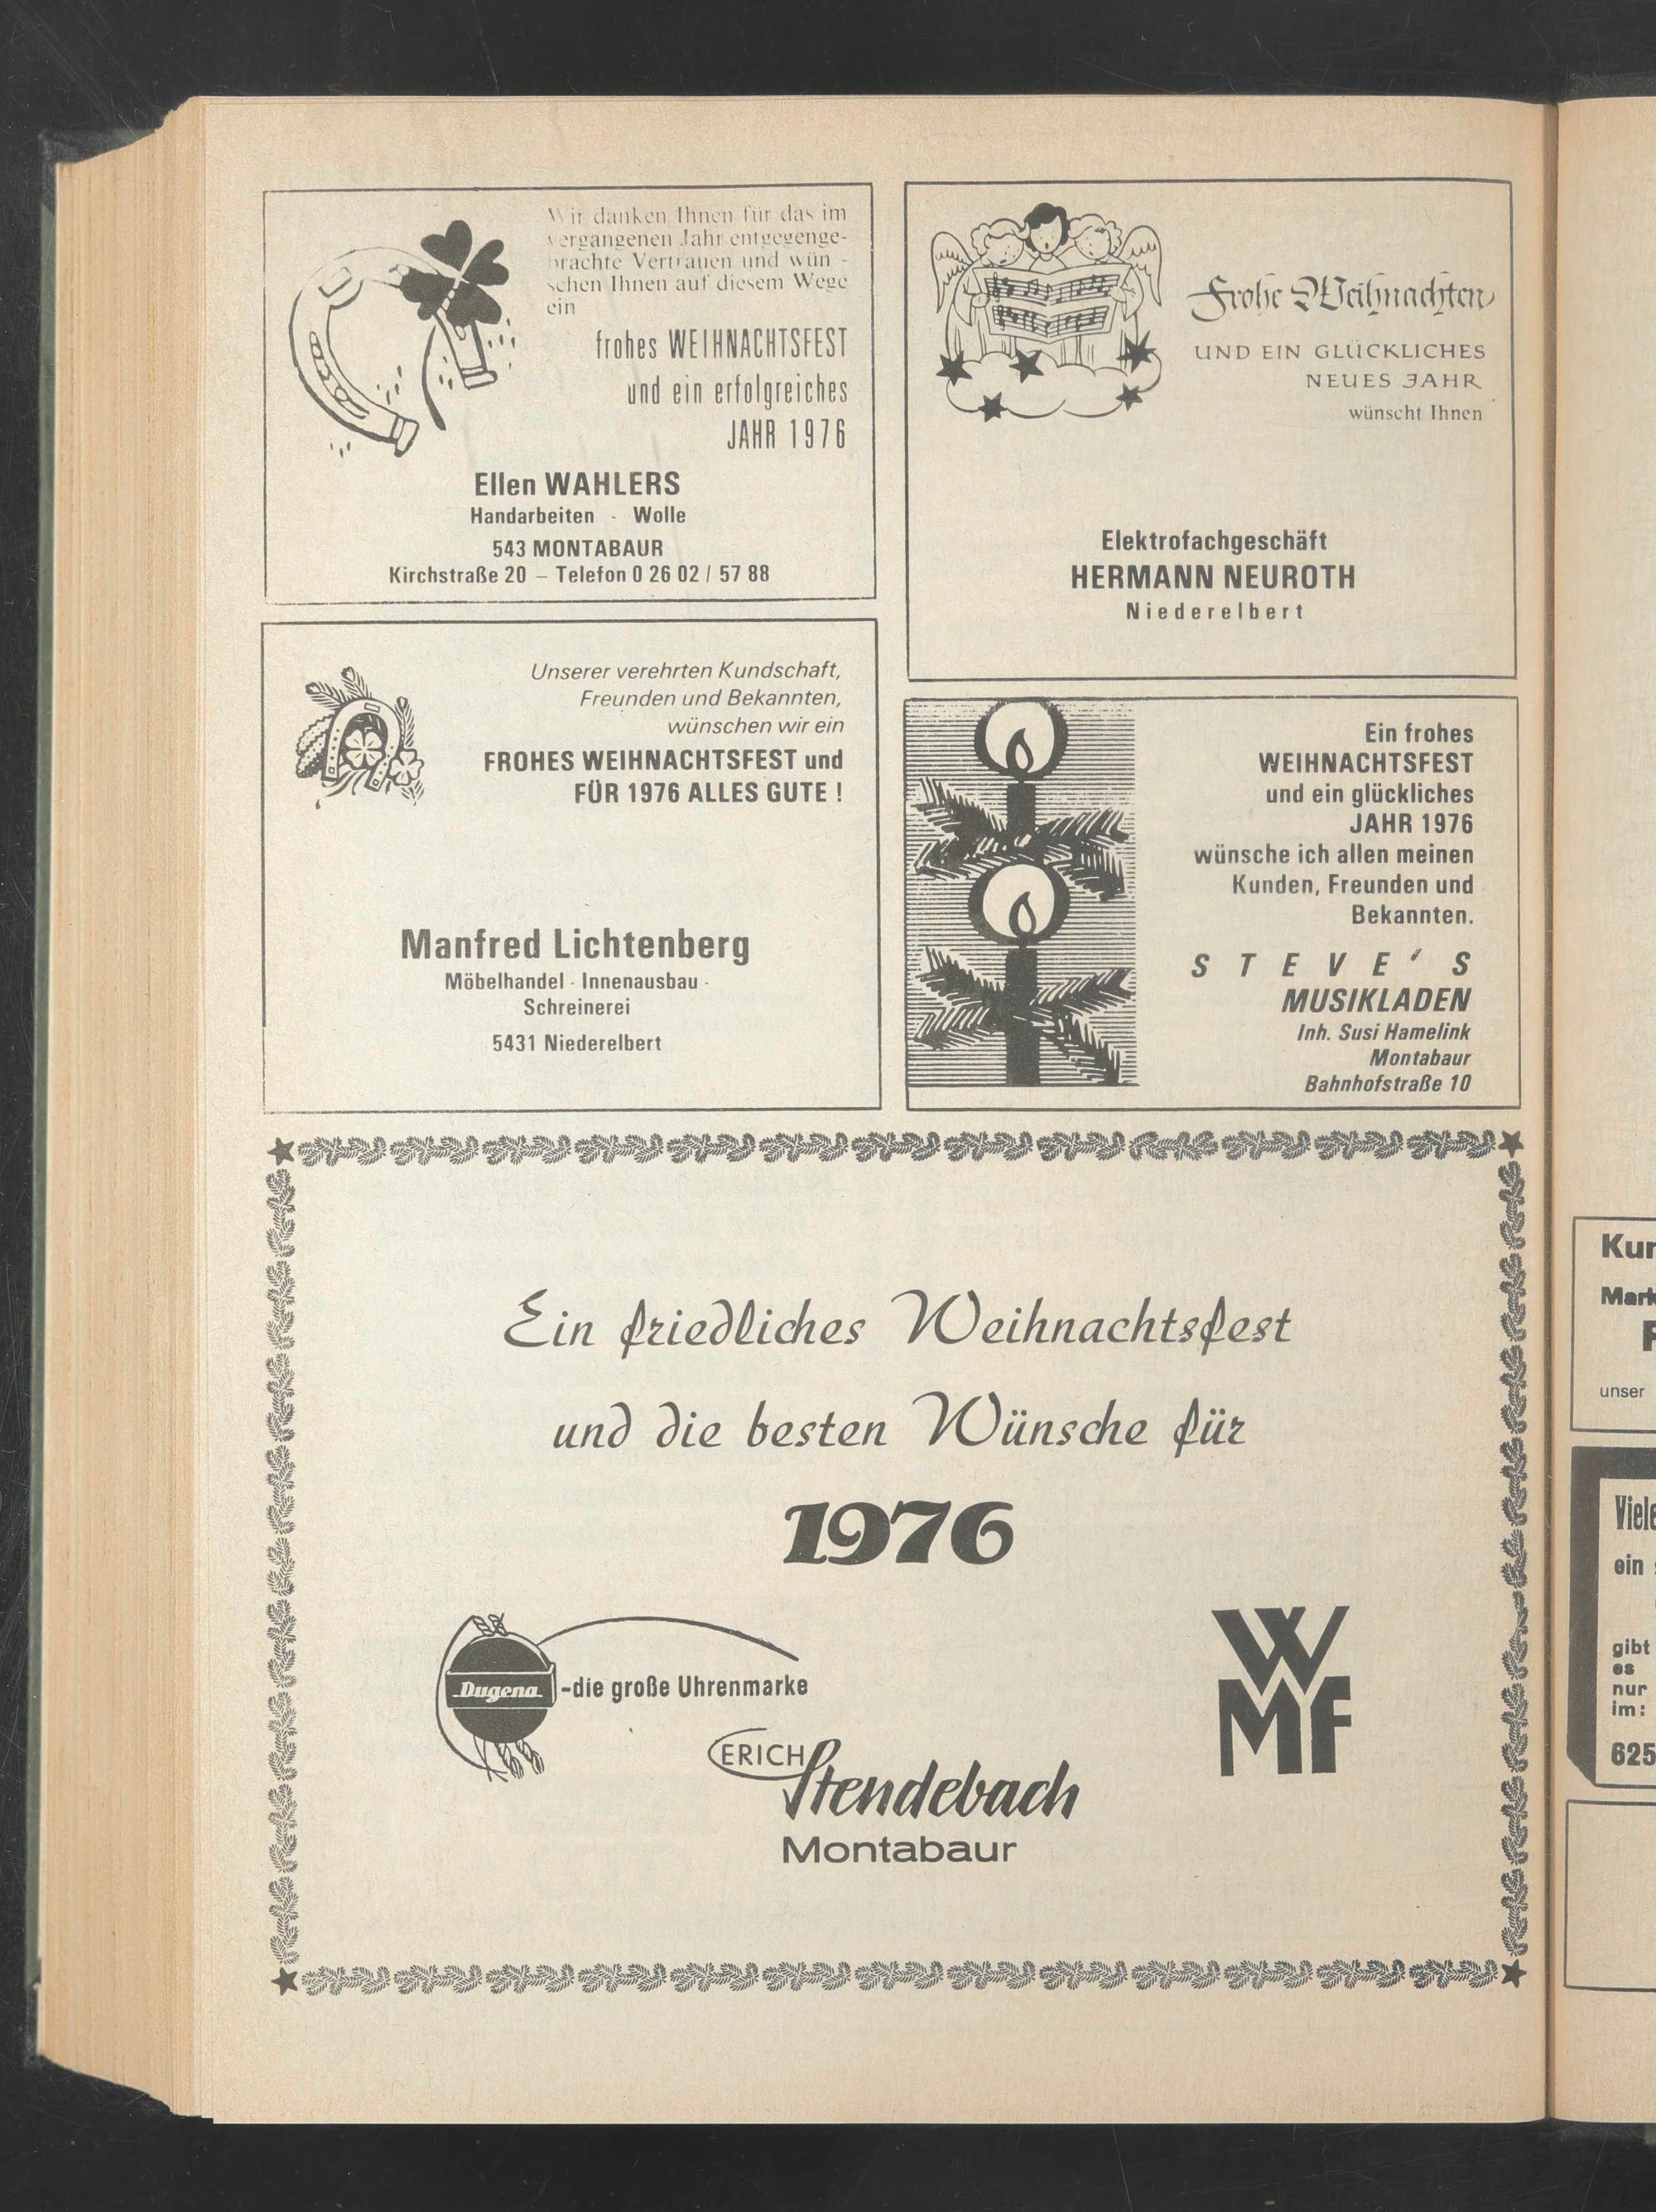 Wir danken Ihnen für das im
vergangenen Jahr entgegenge-
brachte Vertrauen und wün -
schen Ihnen auf diesem Wege
ein
frohes WEIHNACHTSFEST
und ein erfolgreiches
JAHR 1976
Ellen WAHLERS
Handarbeiten - Wolle
543 MONTABAUR
Kirchstraße 20 – Telefon 0 26 02 / 57 88
Frohe Weihnachten
UND EIN GLÜCKLICHES
NEUES JAHR
wünscht Ihnen
Elektrofachgeschäft
HERMANN NEUROTH
Niederelbert
Unserer verehrten Kundschaft,
Freunden und Bekannten,
wünschen wir ein
FROHES WEIHNACHTSFEST und
FÜR 1976 ALLES GUTE !
Manfred Lichtenberg
Möbelhandel - Innenausbau -
Schreinerei
5431 Niederelbert
Ein frohes
WEIHNACHTSFEST
und ein glückliches
JAHR 1976
wünsche ich allen meinen
Kunden, Freunden und
Bekannten.
STEVE'S
MUSIKLADEN
Inh. Susi Hamelink
Montabaur
Bahnhofstraße 10
Ein friedliches Weihnachtsfest
und die besten Wünsche für
1976
Dugena -die große Uhrenmarke
WMF
ERICH Stendebach
Montabaur
unser
Viele
ein
gibt
es
nur
im:
625